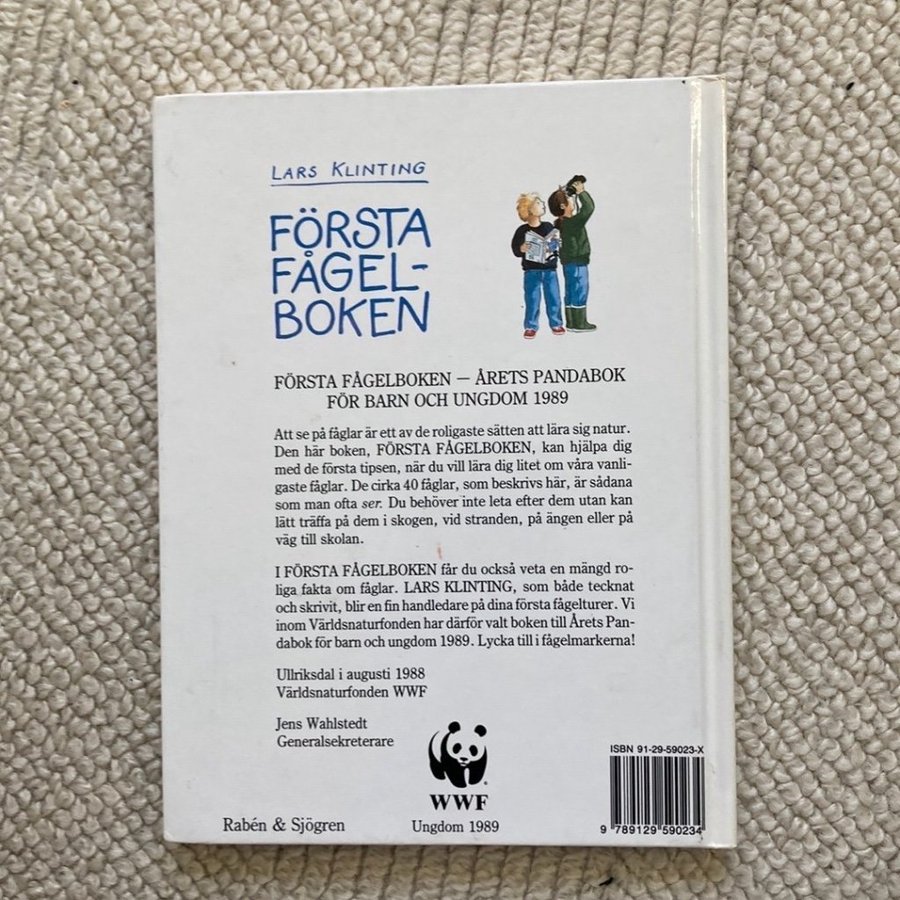 LARS KLINTING
FÖRSTA
FÅGEL-
BOKEN
FÖRSTA FÅGELBOKEN – ÅRETS PANDABOK
FÖR BARN OCH UNGDOM 1989
Att se på fåglar är ett av de roligaste sätten att lära sig natur.
Den här boken, FÖRSTA FÅGELBOKEN, kan hjälpa dig
med de första tipsen, när du vill lära dig litet om våra vanli-
gaste fåglar. De cirka 40 fåglar, som beskrivs här, är sådana
som man ofta ser. Du behöver inte leta efter dem utan kan
lätt träffa på dem i skogen, vid stranden, på ängen eller på
väg till skolan.
I FÖRSTA FÅGELBOKEN får du också veta en mängd ro-
liga fakta om fåglar. LARS KLINTING, som både tecknat
och skrivit, blir en fin handledare på dina första fågelturer. Vi
inom Världsnaturfonden har därför valt boken till Årets Pan-
dabok för barn och ungdom 1989. Lycka till i fågelmarkerna!
Ullriksdal i augusti 1988
Världsnaturfonden WWF
Jens Wahlstedt
Generalsekreterare
WWF
Ungdom 1989
Rabén & Sjögren
ISBN 91-29-59023-X
9 789129 590234